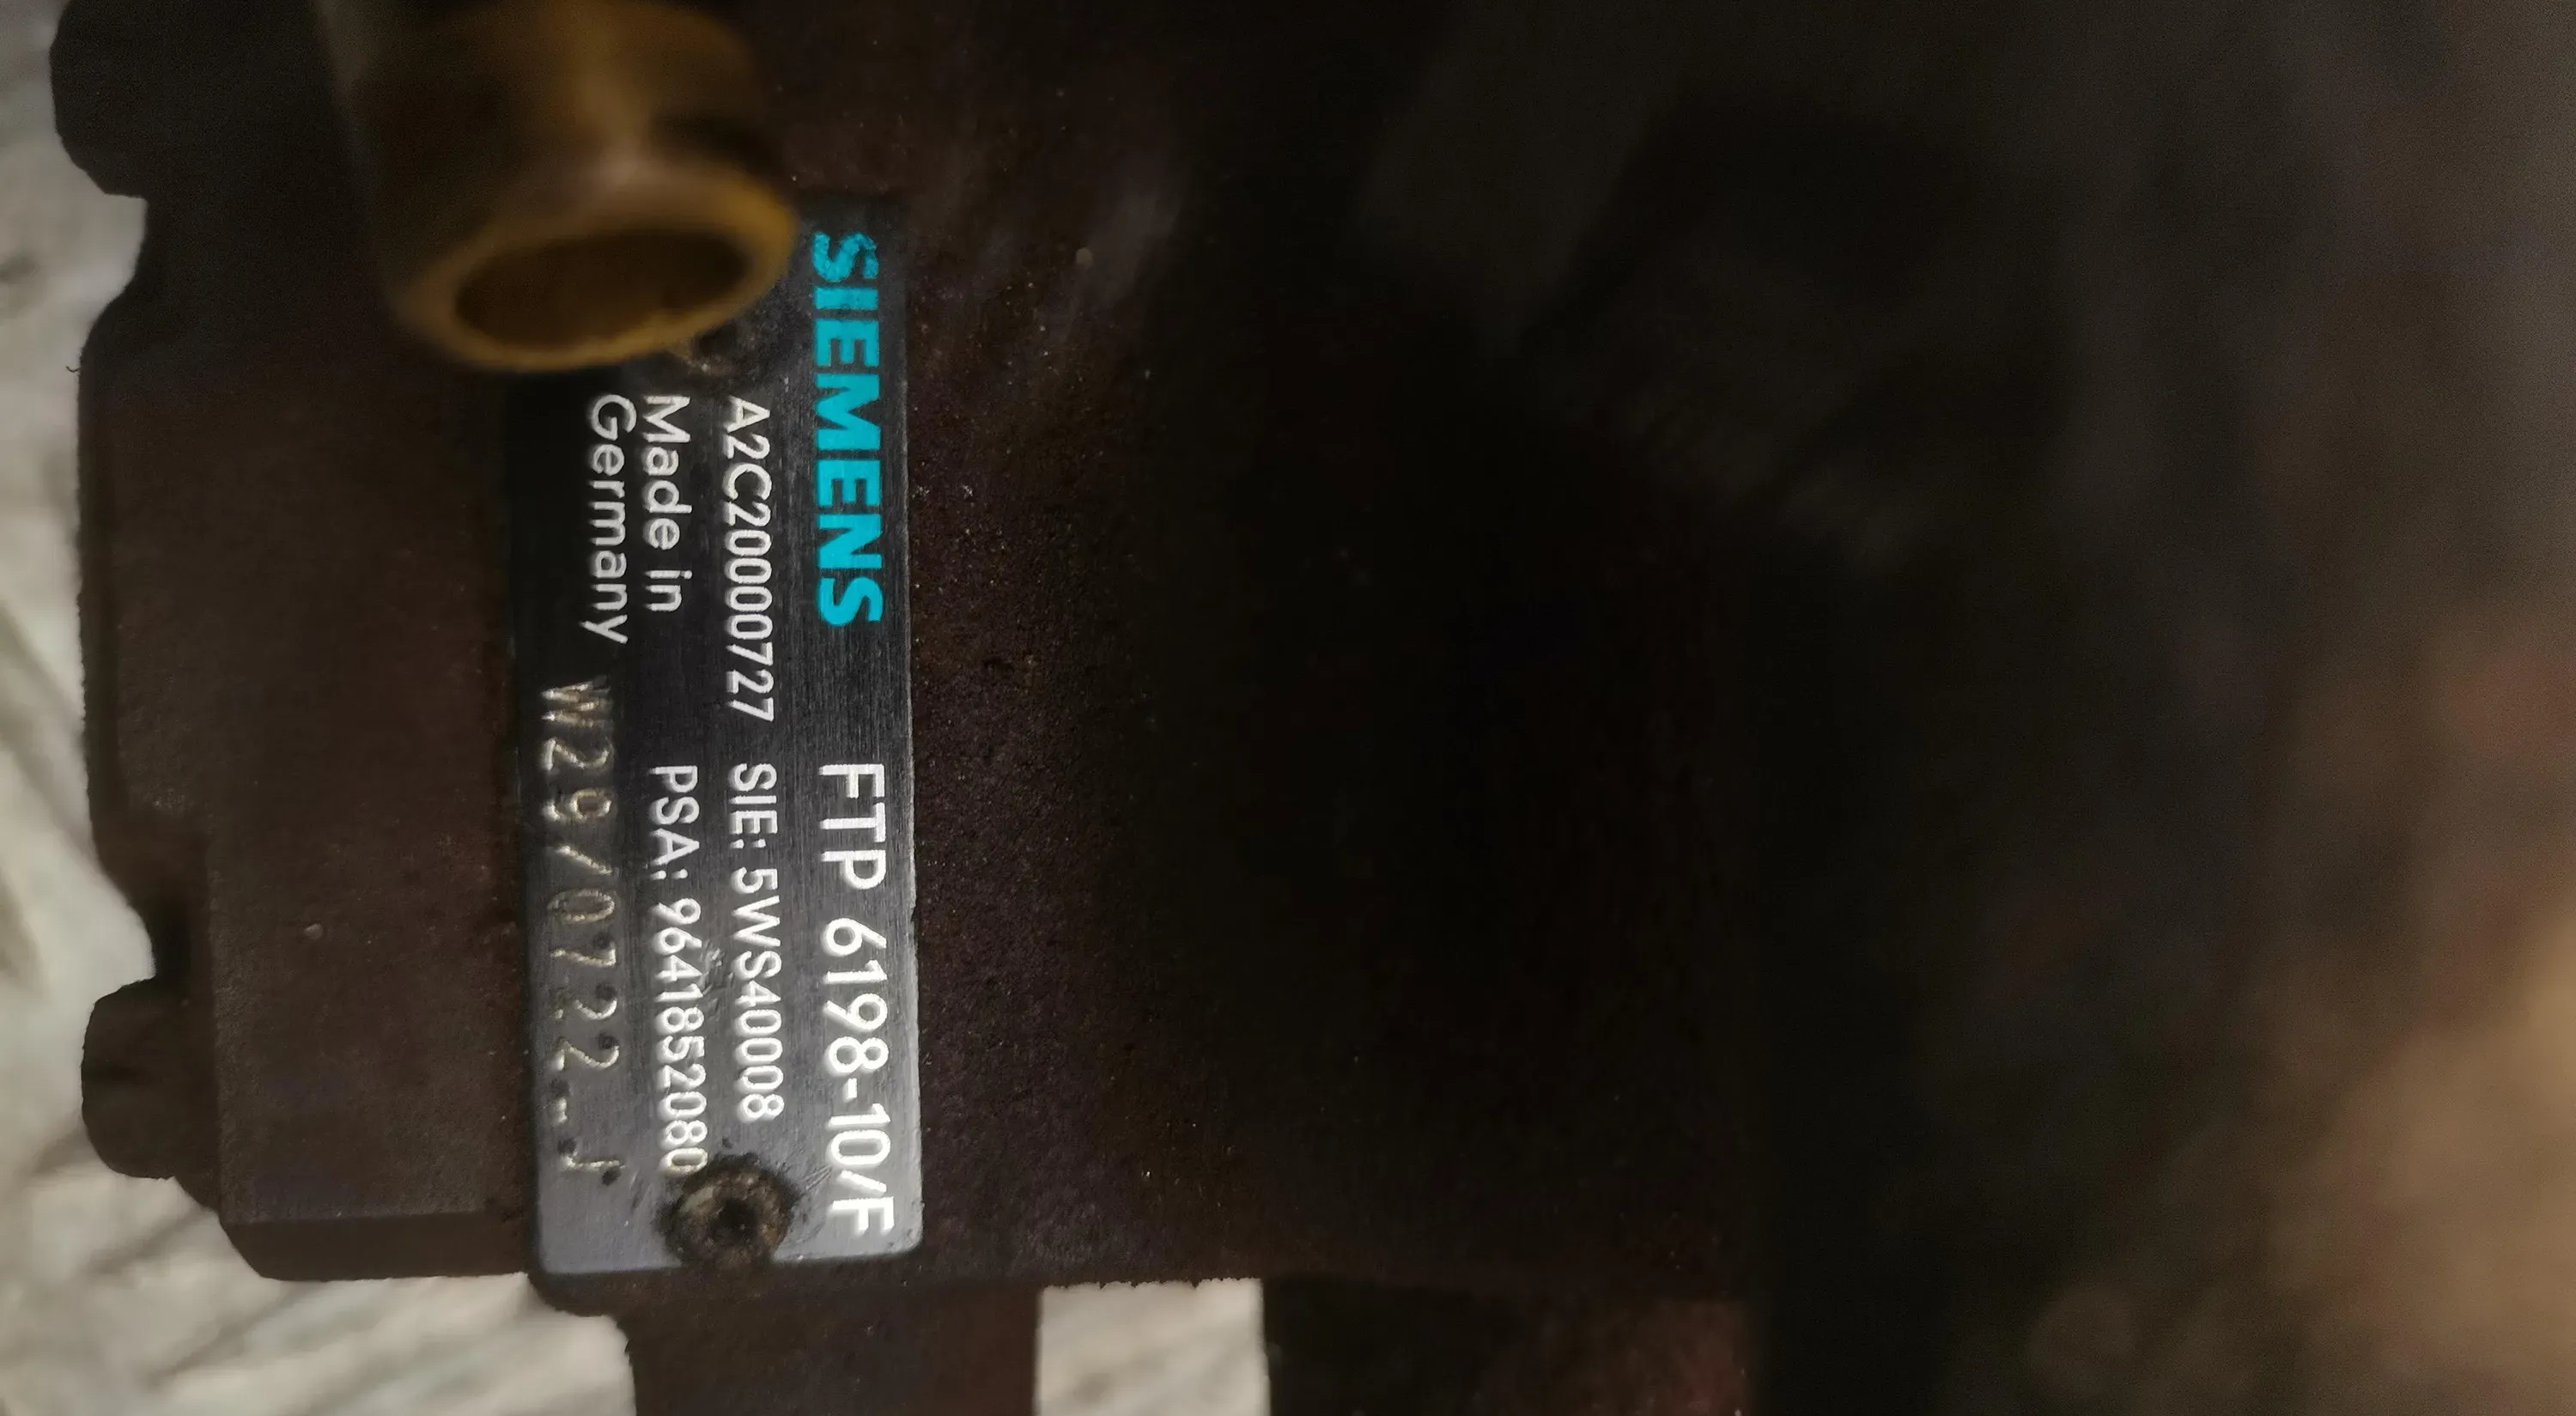 SIEMENS FTP 6198-10/F
A2C20000727 SIE: 5WS40008
Made in PSA: 9641852080
Germany
W29/0722-J